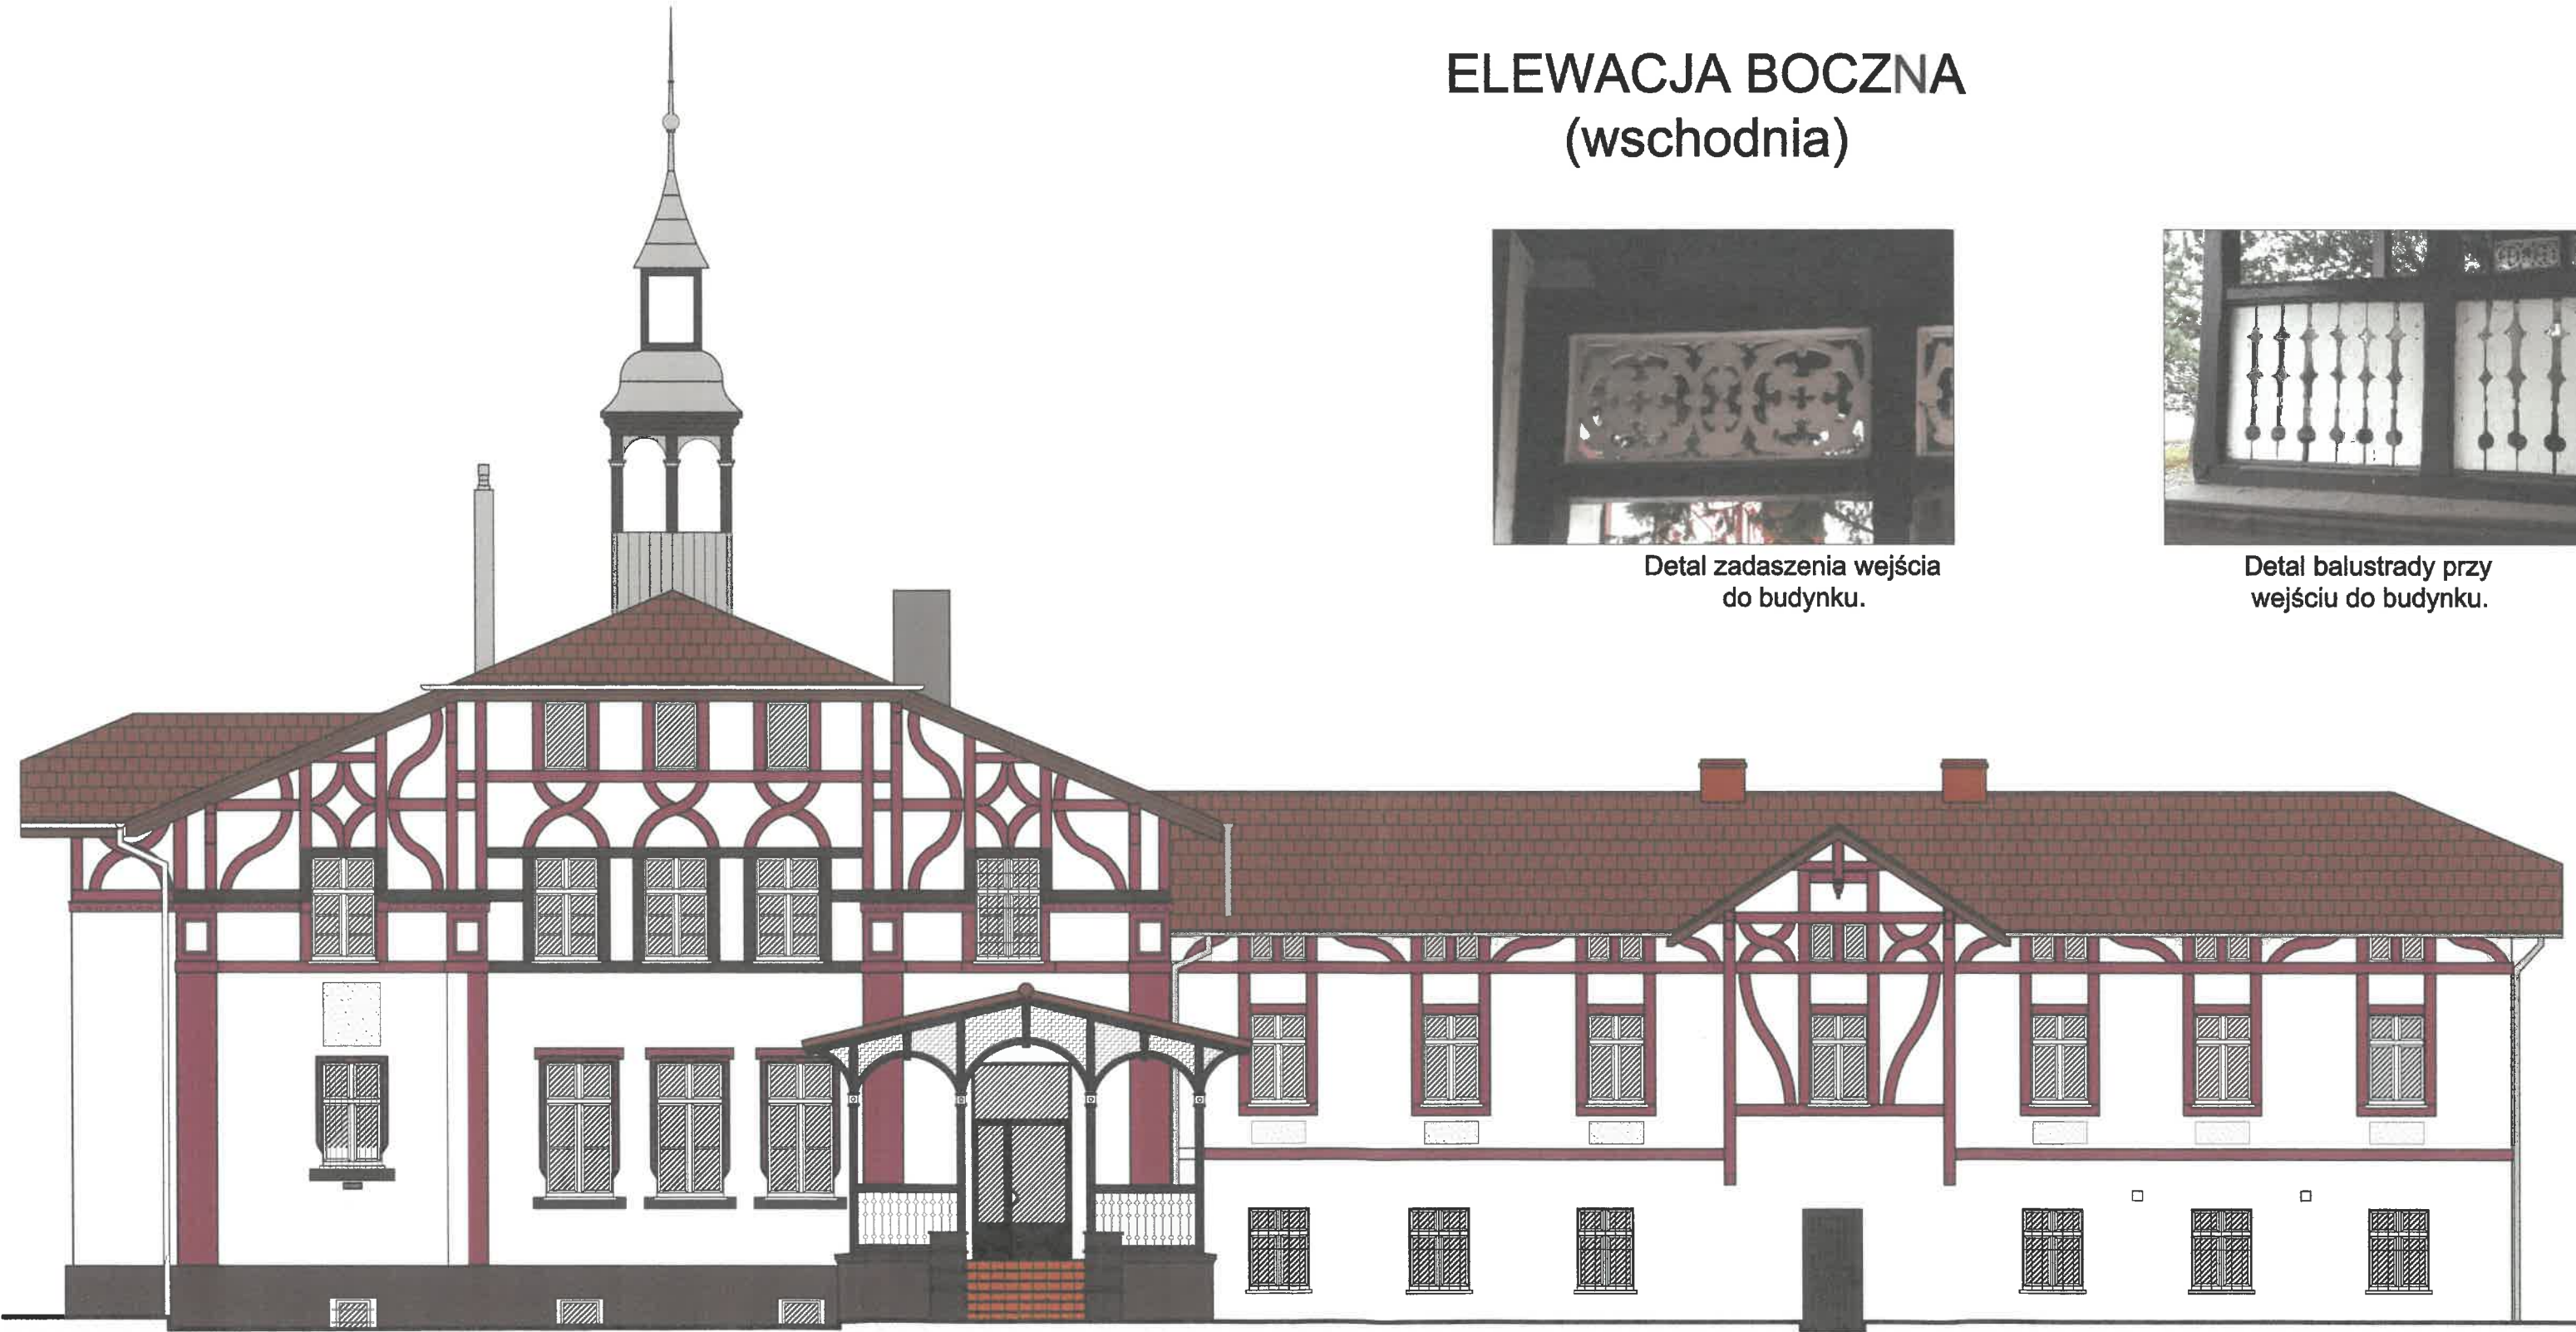 ELEWACJA BOCZNA
(wschodnia)
Detal zadaszenia wejścia
do budynku.
Detal balustrady przy
wejściu do budynku.